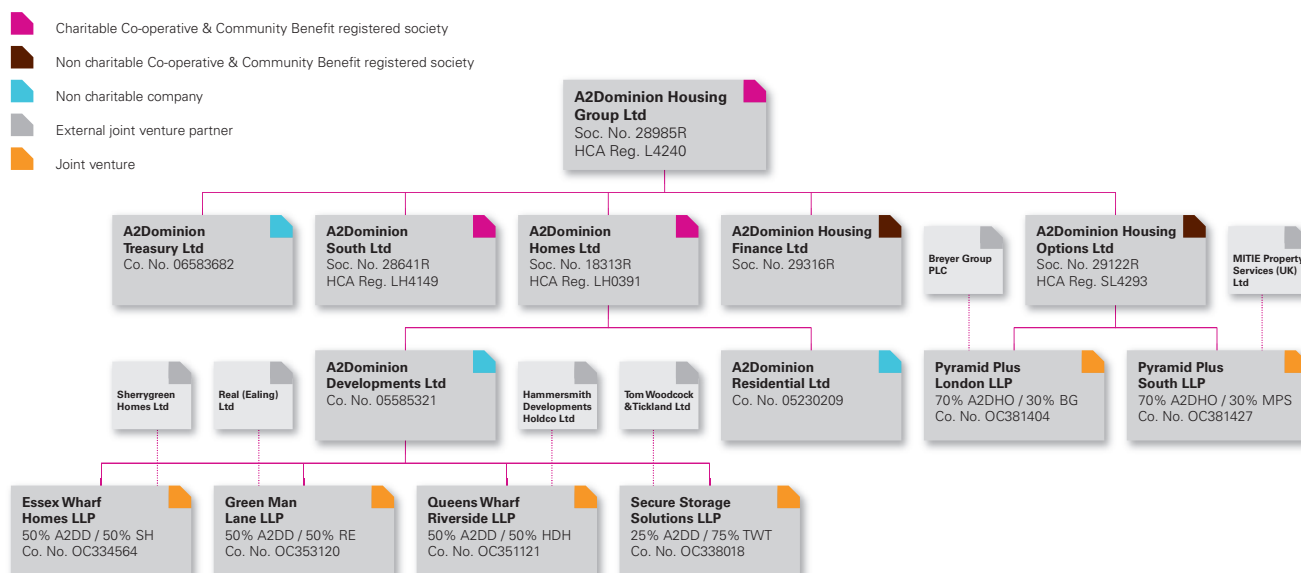 Charitable Co-operative & Community Benefit registered society
Non charitable Co-operative & Community Benefit registered society
Non charitable company
External joint venture partner
Joint venture
A2Dominion Housing
Group Ltd
Soc. No. 28985R
HCA Reg. L4240
A2Dominion
Treasury Ltd
Co. No. 06583682
A2Dominion
South Ltd
Soc. No. 28641R
HCA Reg. LH4149
A2Dominion
Homes Ltd
Soc. No. 18313R
HCA Reg. LH0391
A2Dominion Housing
Finance Ltd
Soc. No. 29316R
Breyer Group
PLC
A2Dominion Housing
Options Ltd
Soc. No. 29122R
HCA Reg. SL4293
MITIE Property
Services (UK)
Ltd
Sherrygreen
Homes Ltd
Real (Ealing)
Ltd
A2Dominion
Developments Ltd
Co. No. 05585321
Hammersmith
Developments
Holdco Ltd
Tom Woodcock
&Tickland Ltd
A2Dominion
Residential Ltd
Co. No. 05230209
Pyramid Plus
London LLP
70% A2DHO / 30% BG
Co. No. OC381404
Pyramid Plus
South LLP
70% A2DHO / 30% MPS
Co. No. OC381427
Essex Wharf
Homes LLP
50% A2DD / 50% SH
Co. No. OC334564
Green Man
Lane LLP
50% A2DD / 50% RE
Co. No. OC353120
Queens Wharf
Riverside LLP
50% A2DD / 50% HDH
Co. No. OC351121
Secure Storage
Solutions LLP
25% A2DD / 75% TWT
Co. No. OC338018